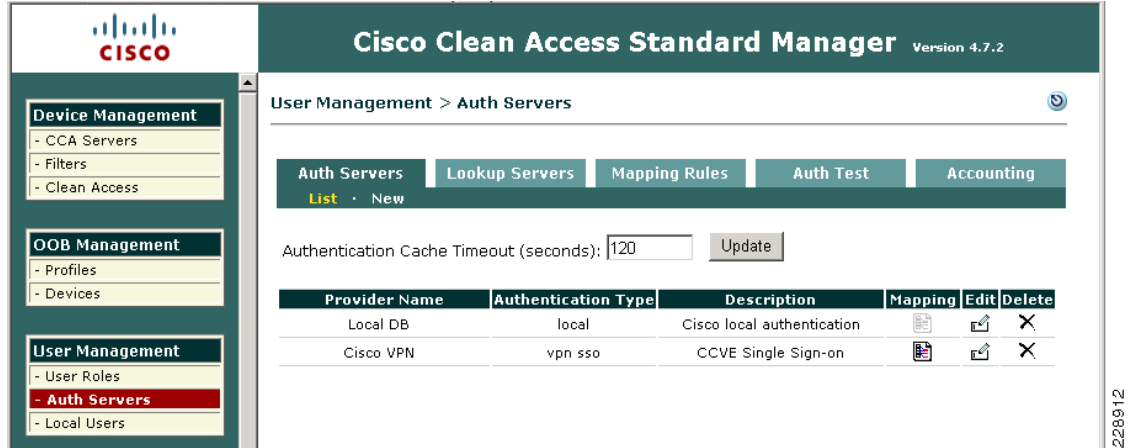 CISCO
Cisco Clean Access Standard Manager Version 4.7.2
Device Management
- CCA Servers
- Filters
- Clean Access
OOB Management
- Profiles
- Devices
User Management
- User Roles
- Auth Servers
- Local Users
User Management > Auth Servers
Auth Servers Lookup Servers Mapping Rules Auth Test Accounting
List · New
Authentication Cache Timeout (seconds): 120 Update
Provider Name Authentication Type Description Mapping Edit Delete
Local DB local Cisco local authentication
Cisco VPN vpn sso CCVE Single Sign-on
228912